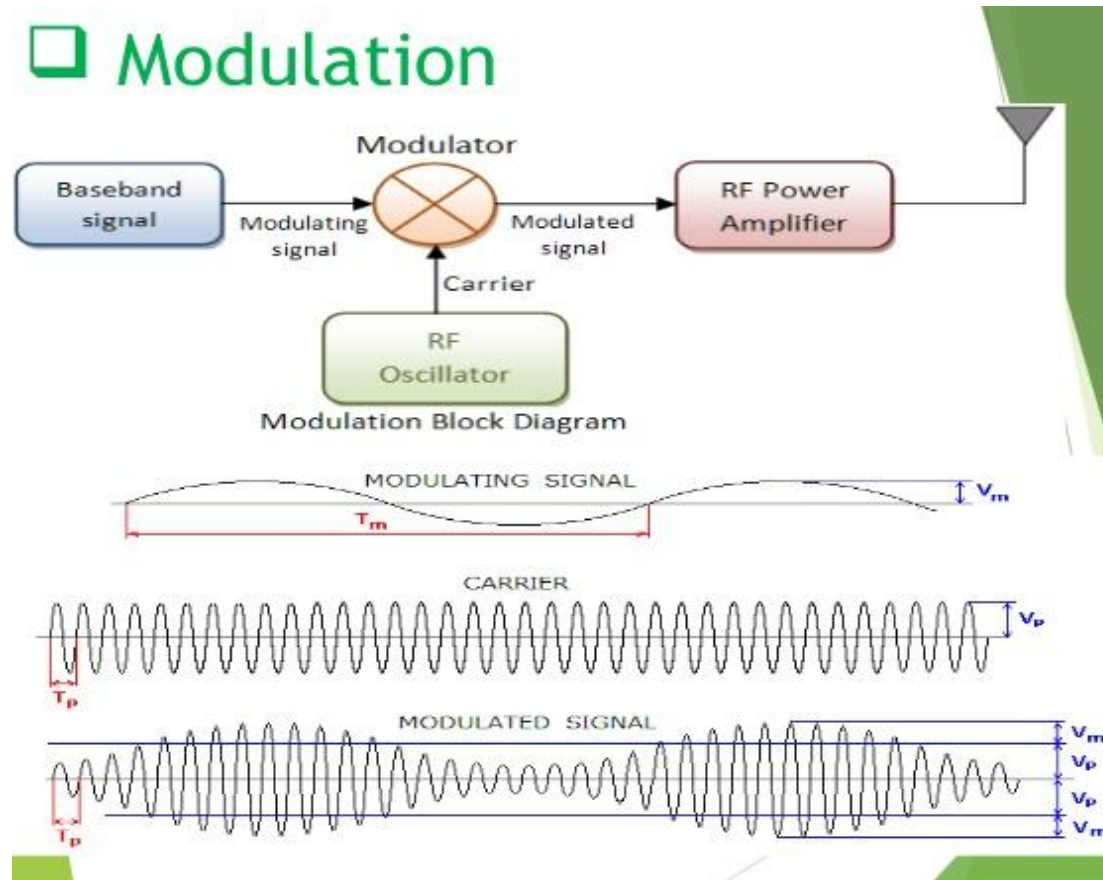 Modulation
Modulator
Baseband
signal
Modulating
signal
Modulated
signal
RF Power
Amplifier
Carrier
RF
Oscillator
Modulation Block Diagram
MODULATING SIGNAL
Vm
Tm
CARRIER
Vp
Tp
MODULATED SIGNAL
Vm
Vp
Vp
Vm
Tp